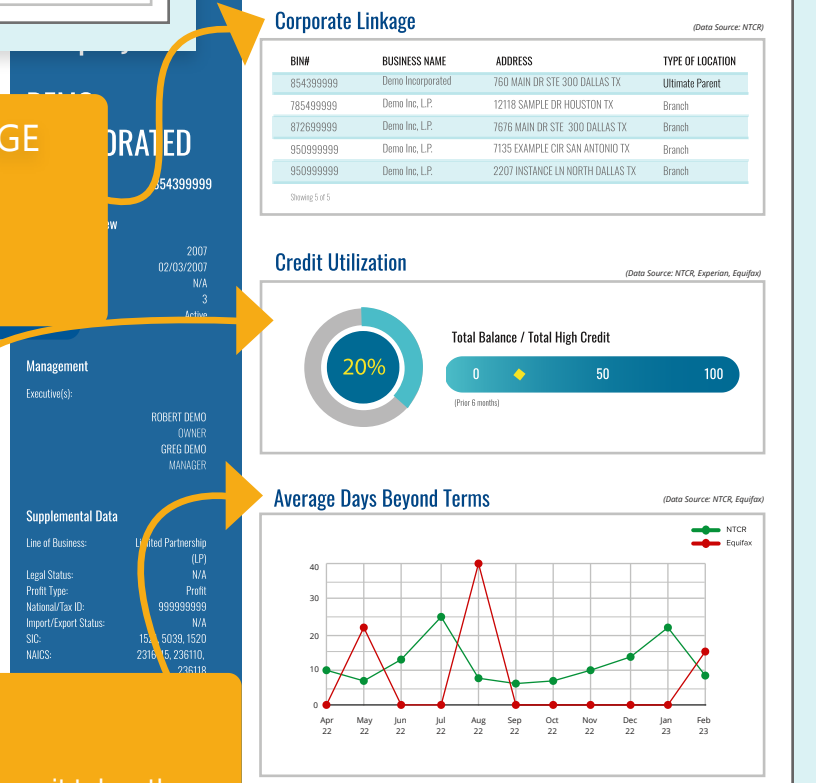 GE
ORATED
854399999
ew
2007
02/03/2007
N/A
3
Active
Management
Executive(s):
ROBERT DEMO
OWNER
GREG DEMO
MANAGER
Supplemental Data
Line of Business: Limited Partnership
(LP)
Legal Status: N/A
Profit Type: Profit
National/Tax ID: 999999999
Import/Export Status: N/A
SIC: 5039, 1520
NAICS: 236110,
236118
Corporate Linkage
(Data Source: NTCR)
BIN# BUSINESS NAME ADDRESS TYPE OF LOCATION
854399999 Demo Incorporated 760 MAIN DR STE 300 DALLAS TX Ultimate Parent
785499999 Demo Inc, L.P. 12118 SAMPLE DR HOUSTON TX Branch
872699999 Demo Inc, L.P. 7676 MAIN DR STE 300 DALLAS TX Branch
950999999 Demo Inc, L.P. 7135 EXAMPLE CIR SAN ANTONIO TX Branch
950999999 Demo Inc, L.P. 2207 INSTANCE LN NORTH DALLAS TX Branch
Showing 5 of 5
Credit Utilization
(Data Source: NTCR, Experian, Equifax)
20%
Total Balance / Total High Credit
0 50 100
(Prior 6 months)
Average Days Beyond Terms
(Data Source: NTCR, Equifax)
NTCR
Equifax
40
30
20
10
0
Apr May Jun Jul Aug Sep Oct Nov Dec Jan Feb
22 22 22 22 22 22 22 22 22 23 23